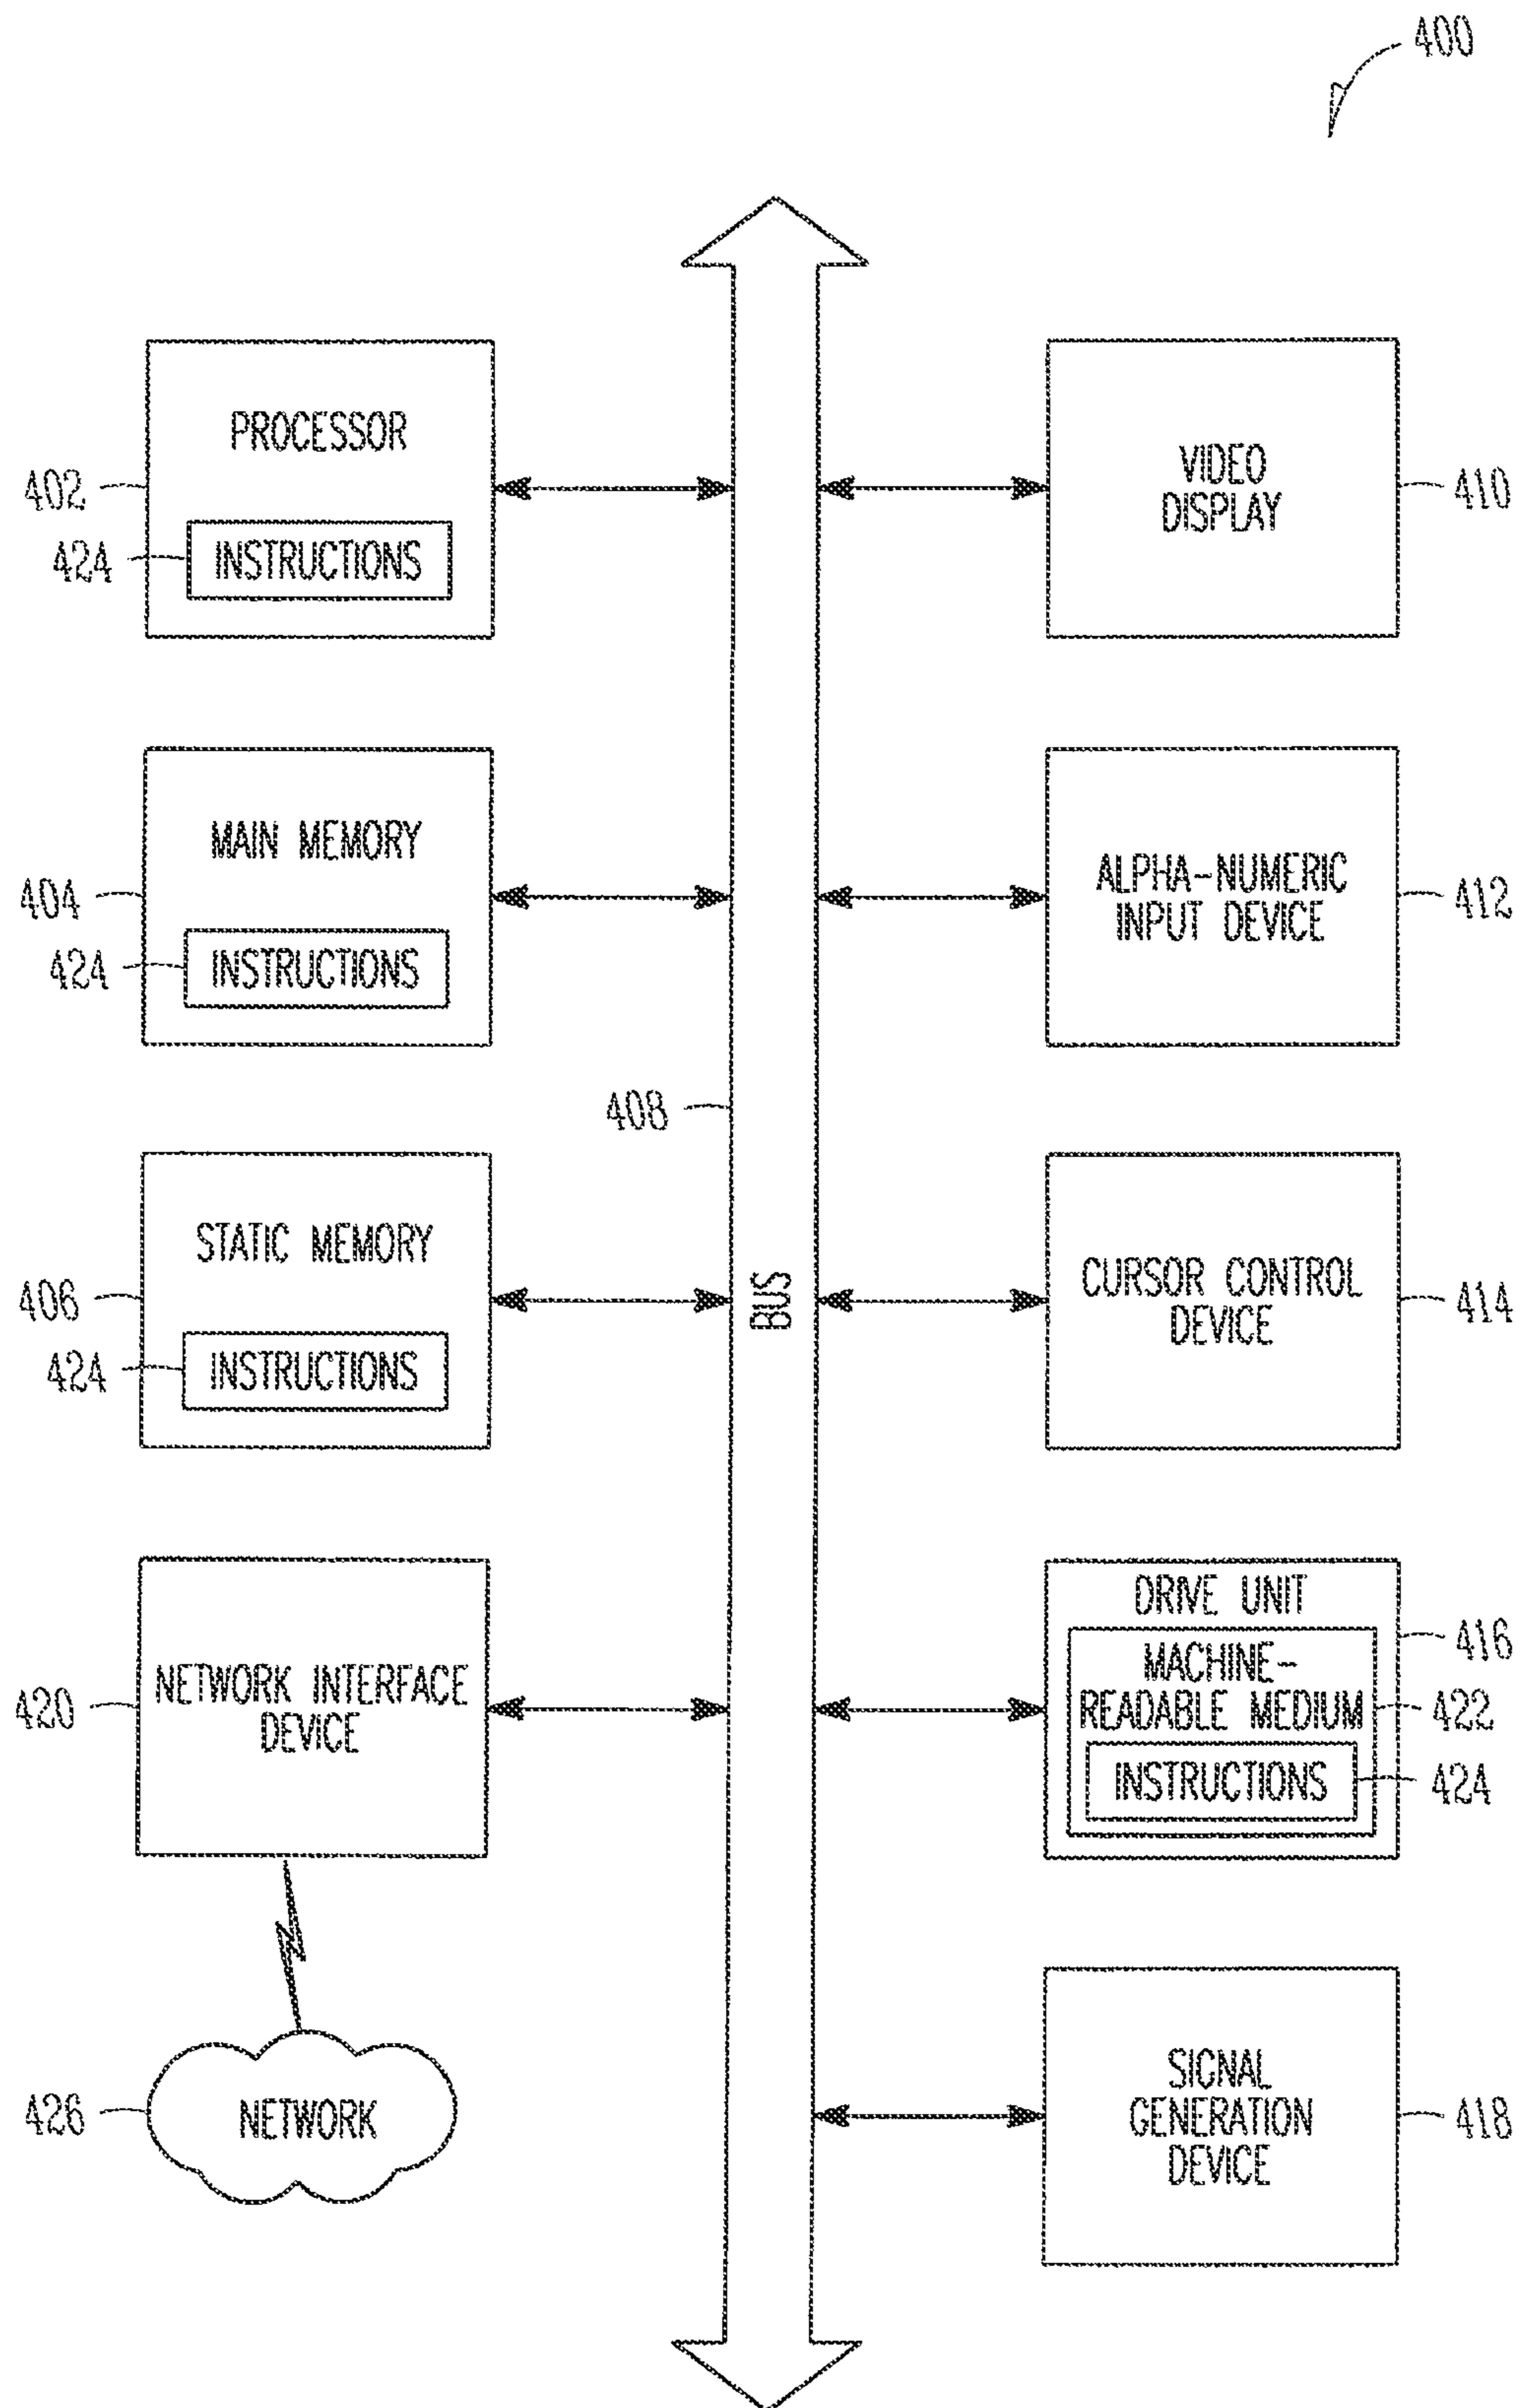 400
PROCESSOR
402
424
INSTRUCTIONS
VIDEO
DISPLAY
410
MAIN MEMORY
404
424
INSTRUCTIONS
ALPHA-NUMERIC
INPUT DEVICE
412
408
BUS
STATIC MEMORY
406
424
INSTRUCTIONS
CURSOR CONTROL
DEVICE
414
NETWORK INTERFACE
DEVICE
420
DRIVE UNIT
416
MACHINE-
READABLE MEDIUM
422
INSTRUCTIONS
424
426
NETWORK
SIGNAL
GENERATION
DEVICE
418